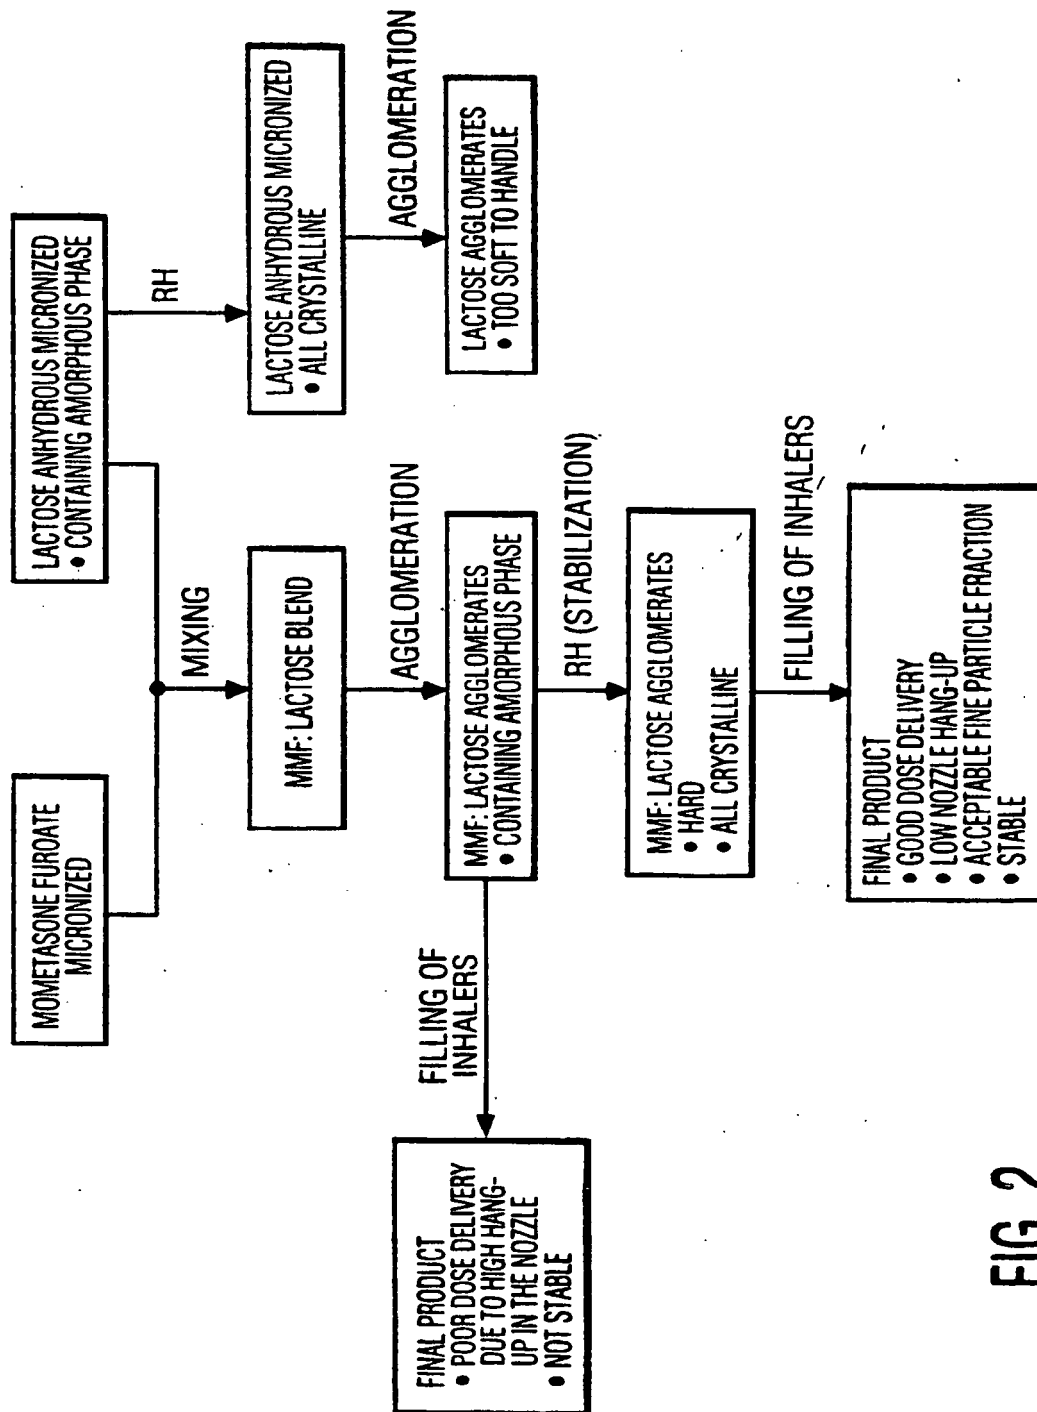 MOMETASONE FUROATE
MICRONIZED
LACTOSE ANHYDROUS MICRONIZED
• CONTAINING AMORPHOUS PHASE
MIXING
RH
MMF: LACTOSE BLEND
LACTOSE ANHYDROUS MICRONIZED
• ALL CRYSTALLINE
AGGLOMERATION
AGGLOMERATION
MMF: LACTOSE AGGLOMERATES
• CONTAINING AMORPHOUS PHASE
LACTOSE AGGLOMERATES
• TOO SOFT TO HANDLE
FILLING OF
INHALERS
RH (STABILIZATION)
FINAL PRODUCT
• POOR DOSE DELIVERY
DUE TO HIGH HANG-
UP IN THE NOZZLE
• NOT STABLE
MMF: LACTOSE AGGLOMERATES
• HARD
• ALL CRYSTALLINE
FILLING OF INHALERS
FINAL PRODUCT
• GOOD DOSE DELIVERY
• LOW NOZZLE HANG-UP
• ACCEPTABLE FINE PARTICLE FRACTION
• STABLE
FIG. 2